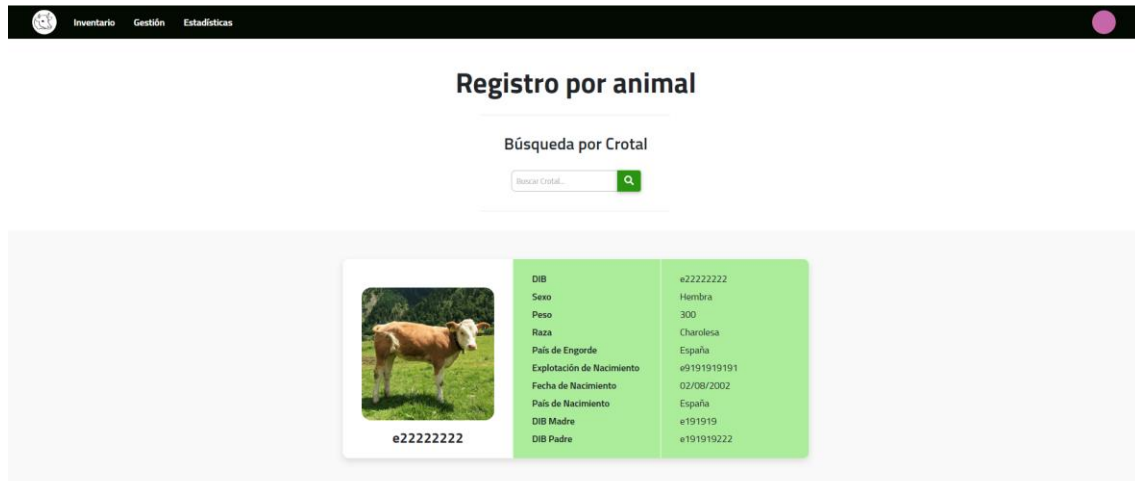 Inventario Gestión Estadísticas
Registro por animal
Búsqueda por Crotal
Buscar Crotal...
DIB e22222222
Sexo Hembra
Peso 300
Raza Charolesa
País de Engorde España
Explotación de Nacimiento e9191919191
Fecha de Nacimiento 02/08/2002
País de Nacimiento España
DIB Madre e191919
DIB Padre e191919222
e22222222